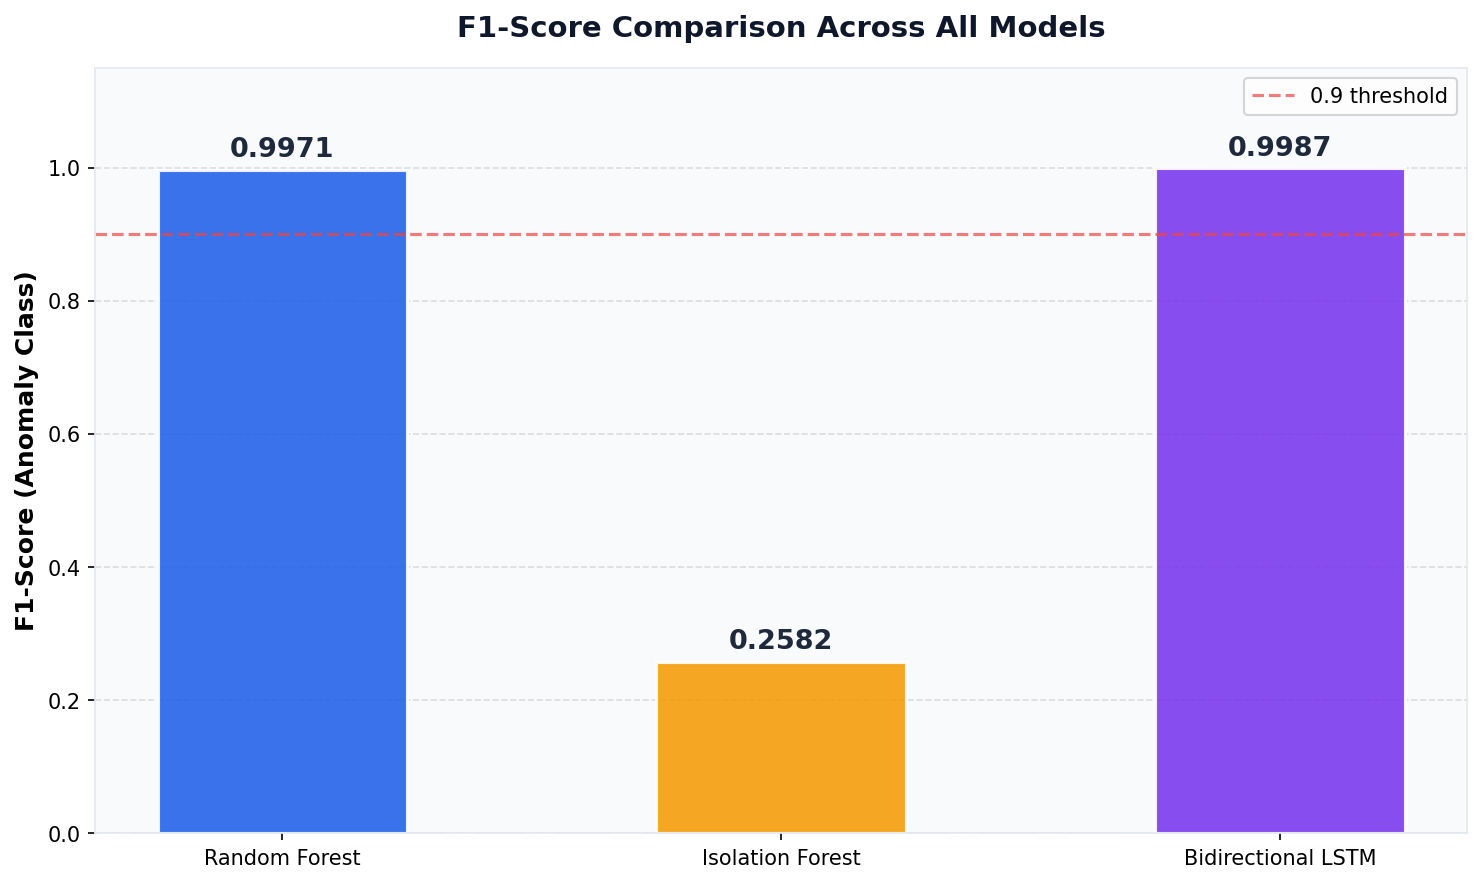 F1-Score Comparison Across All Models
0.9 threshold
0.9971
0.9987
0.2582
1.0
0.8
0.6
0.4
0.2
0.0
F1-Score (Anomaly Class)
Random Forest
Isolation Forest
Bidirectional LSTM